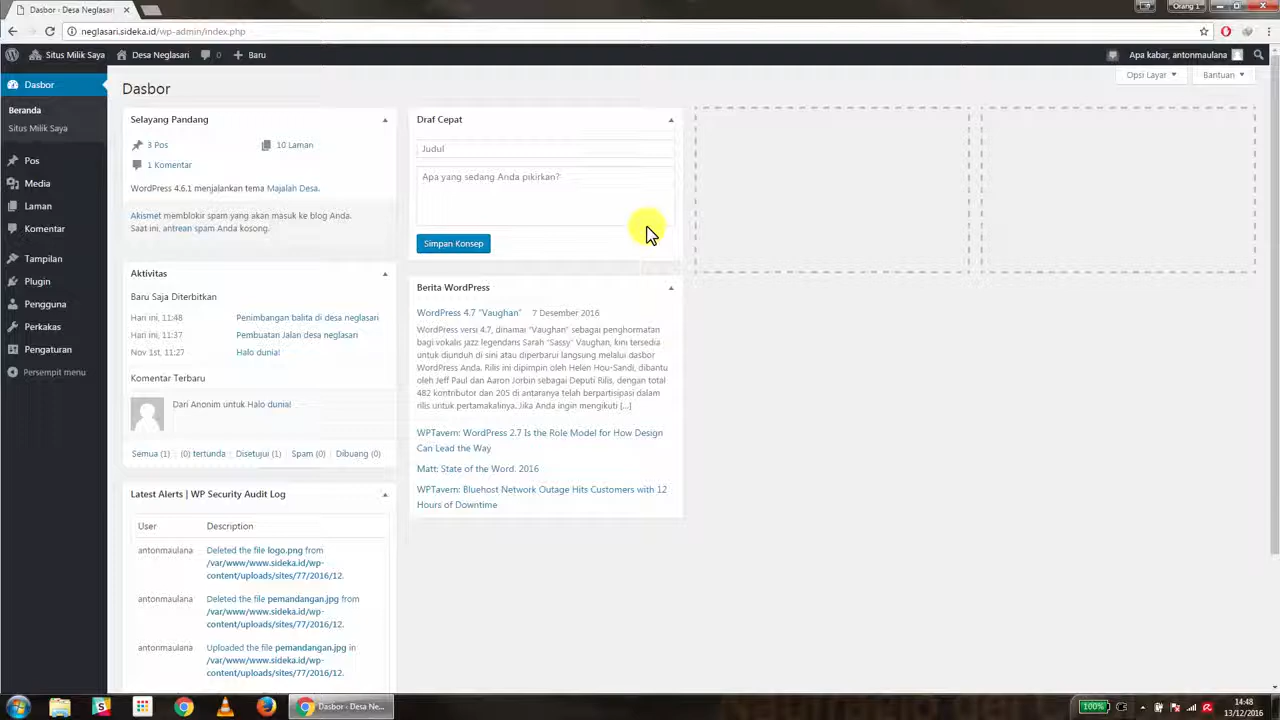 Dasbor - Desa Neglasari
Orang 1
neglasari.sideka.id/wp-admin/index.php
Situs Milik Saya
Desa Neglasari
0
Baru
Apa kabar, antonmaulana
Opsi Layar
Bantuan
Dasbor
Beranda
Situs Milik Saya
Pos
Media
Laman
Komentar
Tampilan
Plugin
Pengguna
Perkakas
Pengaturan
Persempit menu
Dasbor
Selayang Pandang
3 Pos
10 Laman
1 Komentar
WordPress 4.6.1 menjalankan tema Majalah Desa.
Akismet memblokir spam yang akan masuk ke blog Anda.
Saat ini, antrean spam Anda kosong.
Aktivitas
Baru Saja Diterbitkan
Hari ini, 11:48 Penimbangan balita di desa neglasari
Hari ini, 11:37 Pembuatan Jalan desa neglasari
Nov 1st, 11:27 Halo dunia!
Komentar Terbaru
Dari Anonim untuk Halo dunia!
Semua (1) | (0) tertunda | Disetujui (1) | Spam (0) | Dibuang (0)
Latest Alerts | WP Security Audit Log
User Description
antonmaulana Deleted the file logo.png from
/var/www/www.sideka.id/wp-
content/uploads/sites/77/2016/12.
antonmaulana Deleted the file pemandangan.jpg from
/var/www/www.sideka.id/wp-
content/uploads/sites/77/2016/12.
antonmaulana Uploaded the file pemandangan.jpg in
/var/www/www.sideka.id/wp-
content/uploads/sites/77/2016/12.
Draf Cepat
Judul
Apa yang sedang Anda pikirkan?
Simpan Konsep
Berita WordPress
WordPress 4.7 “Vaughan” 7 Desember 2016
WordPress versi 4.7, dinamai “Vaughan” sebagai penghormatan
bagi vokalis jazz legendaris Sarah “Sassy” Vaughan, kini tersedia
untuk diunduh di sini atau diperbarui langsung melalui dasbor
WordPress Anda. Rilis ini dipimpin oleh Helen Hou-Sandi, dibantu
oleh Jeff Paul dan Aaron Jorbin sebagai Deputi Rilis, dengan total
482 kontributor dan 205 di antaranya telah berpartisipasi dalam
rilis untuk pertamakalinya. Jika Anda ingin mengikuti [...]
WPTavern: WordPress 2.7 Is the Role Model for How Design
Can Lead the Way
Matt: State of the Word, 2016
WPTavern: Bluehost Network Outage Hits Customers with 12
Hours of Downtime
Dasbor - Desa Ne...
100%
14:48
13/12/2016